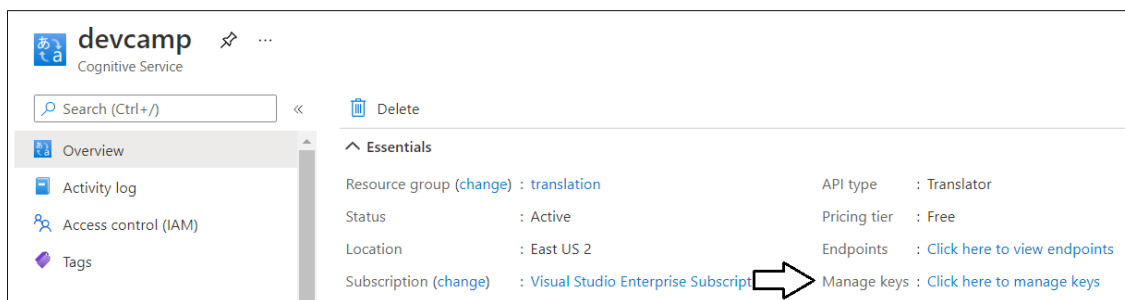 devcamp ...
Cognitive Service
Search (Ctrl+/)
«
Delete
Overview
Activity log
Access control (IAM)
Tags
Essentials
Resource group (change) : translation
Status : Active
Location : East US 2
Subscription (change) : Visual Studio Enterprise Subscript
API type : Translator
Pricing tier : Free
Endpoints : Click here to view endpoints
Manage keys : Click here to manage keys